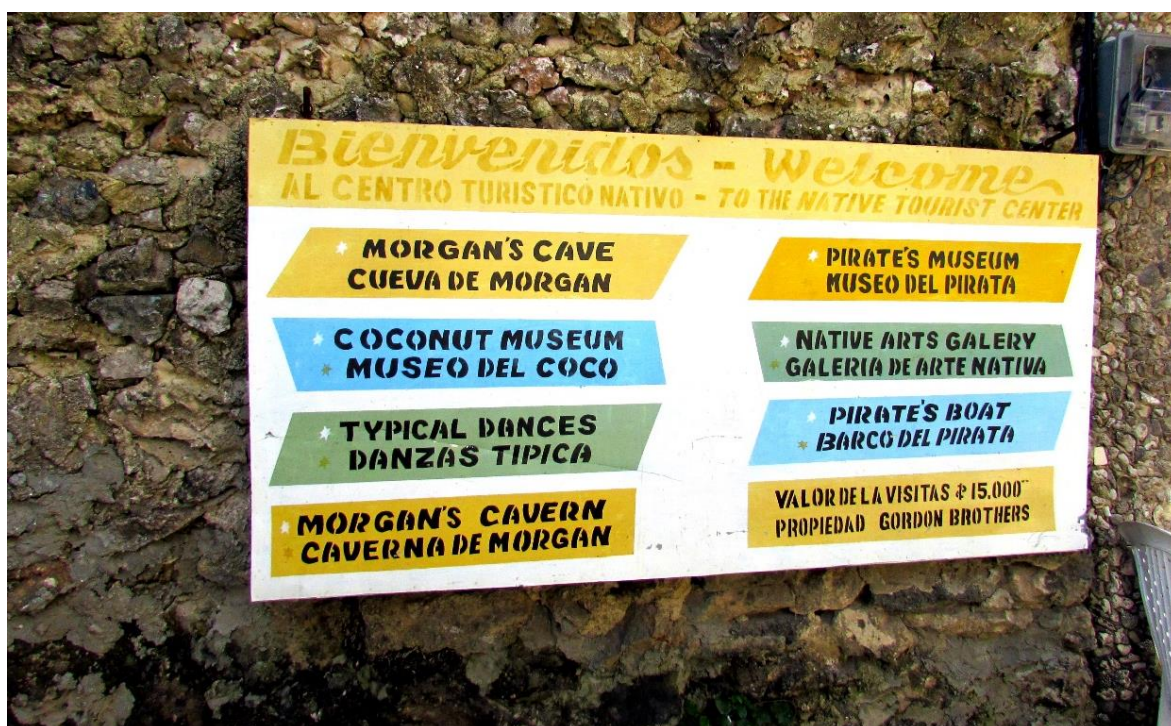 Bienvenidos - Welcome
AL CENTRO TURISTICO NATIVO - TO THE NATIVE TOURIST CENTER
MORGAN'S CAVE
CUEVA DE MORGAN
COCONUT MUSEUM
MUSEO DEL COCO
TYPICAL DANCES
DANZAS TIPICA
MORGAN'S CAVERN
CAVERNA DE MORGAN
PIRATE'S MUSEUM
MUSEO DEL PIRATA
NATIVE ARTS GALERY
GALERIA DE ARTE NATIVA
PIRATE'S BOAT
BARCO DEL PIRATA
VALOR DE LA VISITAS $ 15.000
PROPIEDAD GORDON BROTHERS